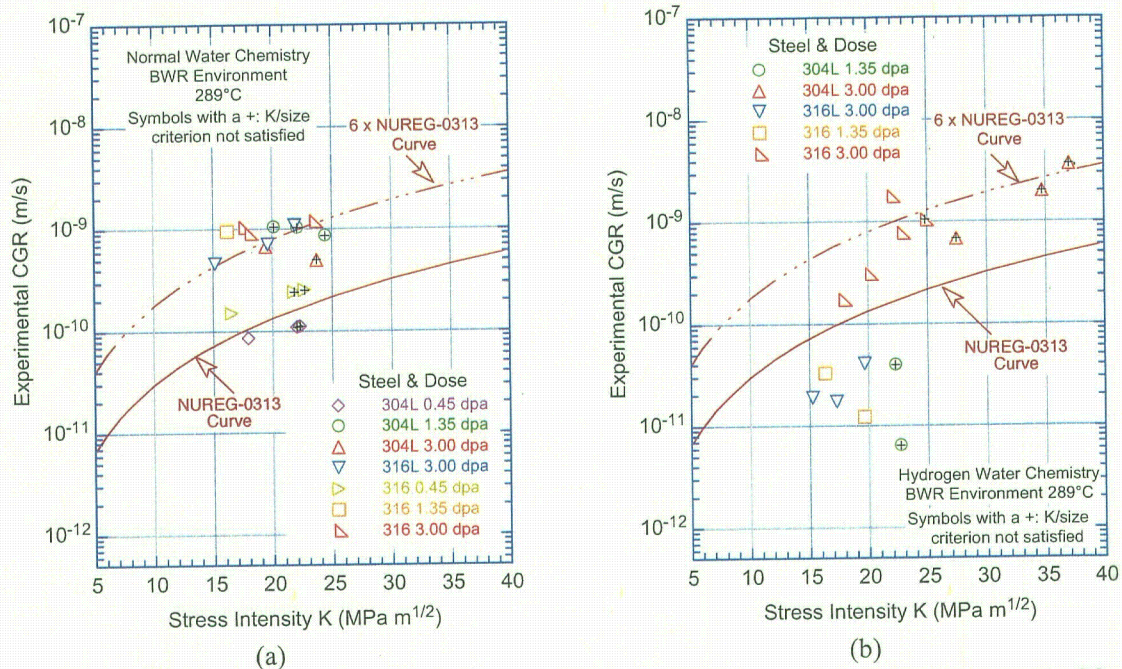 10⁻⁷
10⁻⁸
10⁻⁹
10⁻¹⁰
10⁻¹¹
10⁻¹²
Experimental CGR (m/s)
Normal Water Chemistry
BWR Environment
289°C
Symbols with a +: K/size
criterion not satisfied
6 x NUREG-0313
Curve
NUREG-0313
Curve
Steel & Dose
304L 0.45 dpa
304L 1.35 dpa
304L 3.00 dpa
316L 3.00 dpa
316 0.45 dpa
316 1.35 dpa
316 3.00 dpa
5 10 15 20 25 30 35 40
Stress Intensity K (MPa m^1/2)
(a)
10⁻⁷
10⁻⁸
10⁻⁹
10⁻¹⁰
10⁻¹¹
10⁻¹²
Experimental CGR (m/s)
Steel & Dose
304L 1.35 dpa
304L 3.00 dpa
316L 3.00 dpa
316 1.35 dpa
316 3.00 dpa
6 x NUREG-0313
Curve
NUREG-0313
Curve
Hydrogen Water Chemistry
BWR Environment 289°C
Symbols with a +: K/size
criterion not satisfied
5 10 15 20 25 30 35 40
Stress Intensity K (MPa m^1/2)
(b)